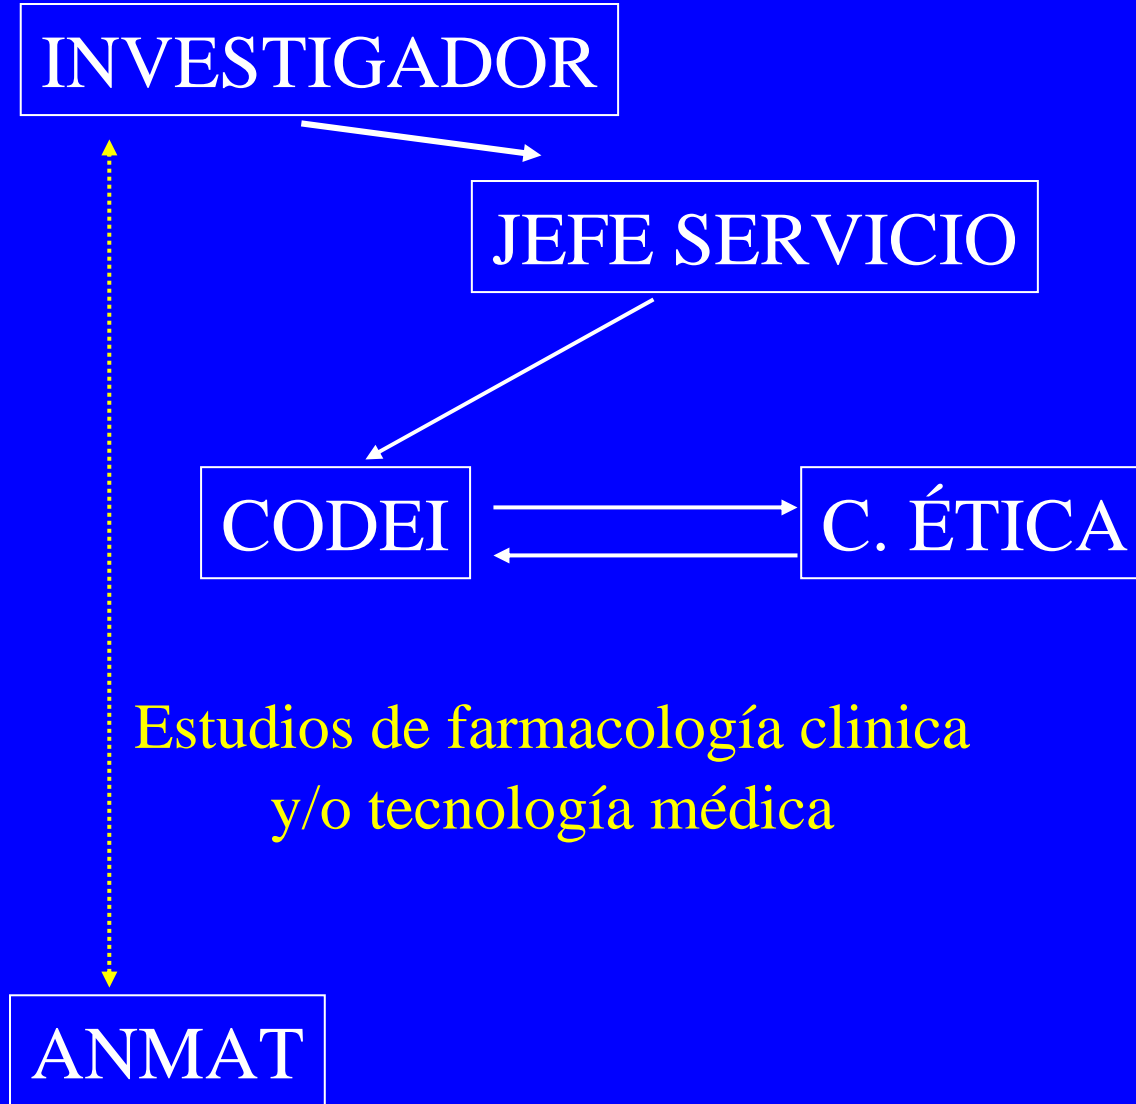 INVESTIGADOR
JEFE SERVICIO
CODEI
C. ÉTICA
Estudios de farmacología clinica
y/o tecnología médica
ANMAT